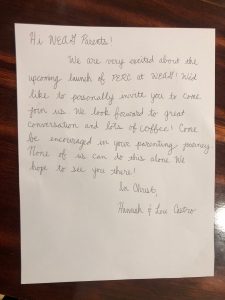 Hi WEAG Parents!
We are very excited about the
upcoming launch of PERC at WEAG! We'd
like to personally invite you to come
join us. We look forward to great
conversation and lots of coffee! Come
be encouraged in your parenting journey.
None of us can do this alone. We
hope to see you there!
In Christ,
Hannah & Lou Castro